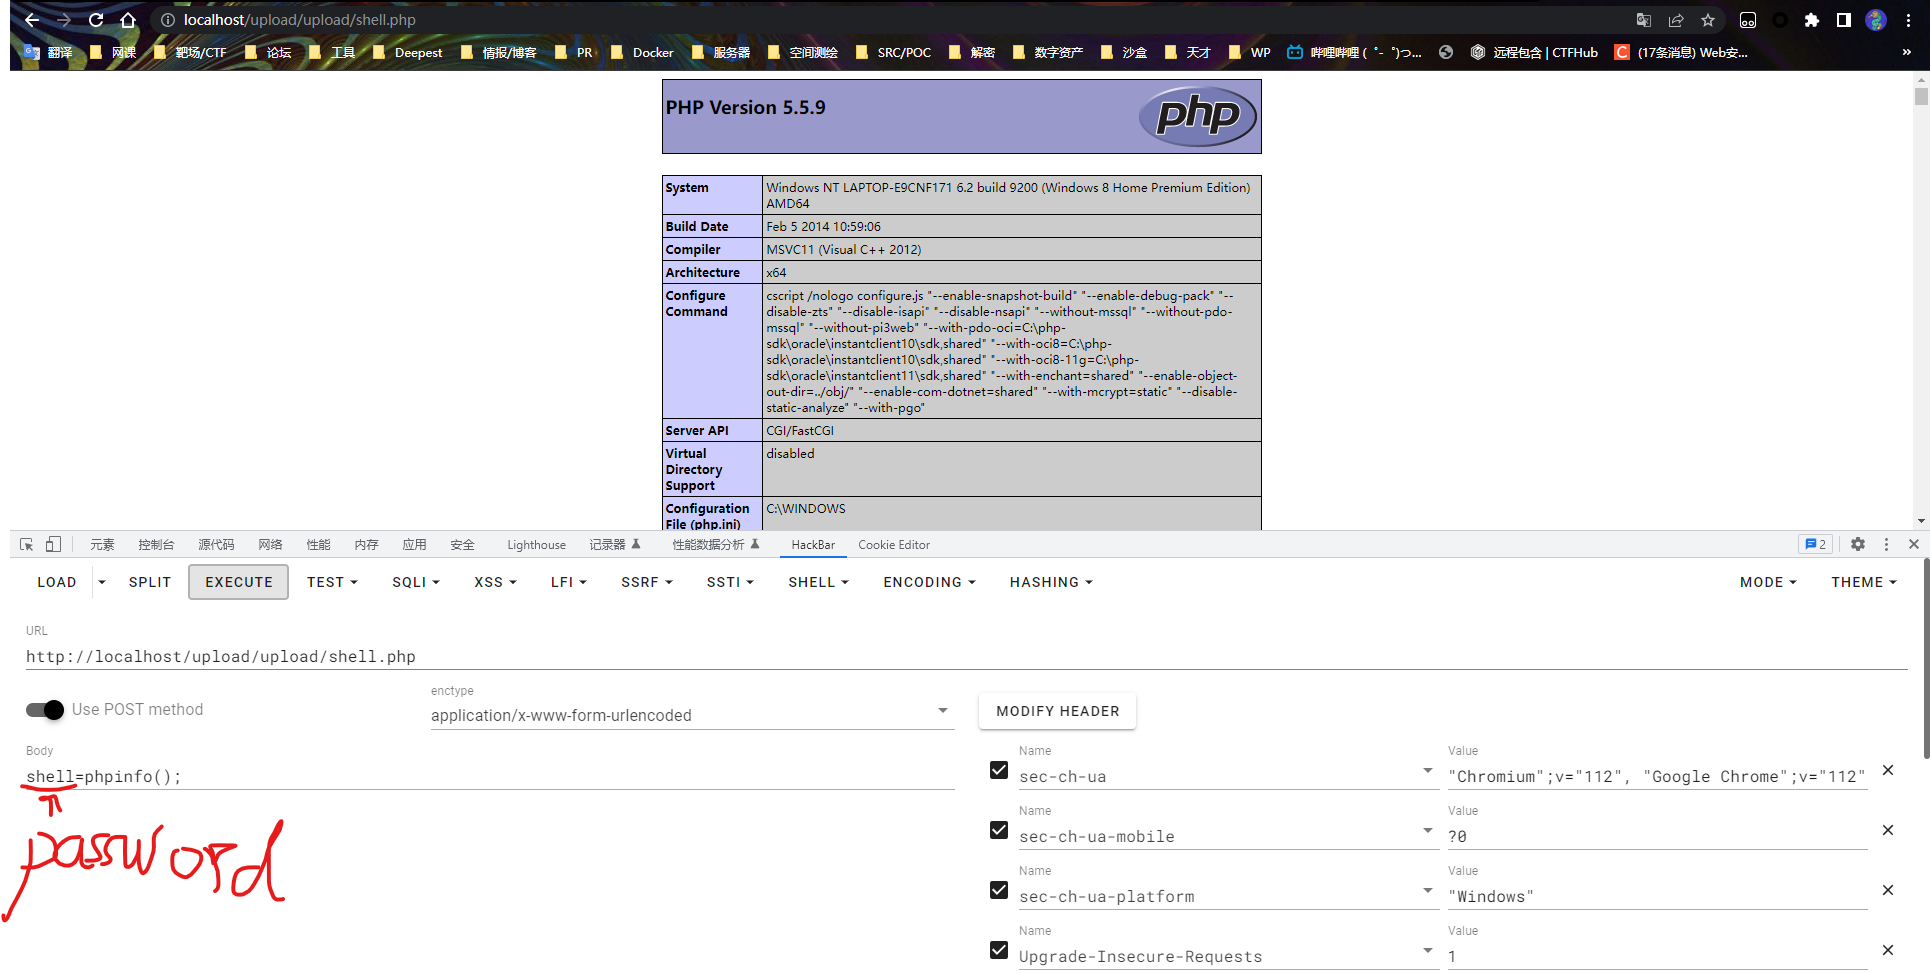 localhost/upload/upload/shell.php
翻译 网课 靶场/CTF 论坛 工具 Deepest 情报/博客 PR Docker 服务器 空间测绘 SRC/POC 解密 数字资产 沙盒 天才 WP 哔哩哔哩 (゜-゜)つ... 远程包含 | CTFHub (17条消息) Web安... »
PHP Version 5.5.9
php
System Windows NT LAPTOP-E9CNF171 6.2 build 9200 (Windows 8 Home Premium Edition)
AMD64
Build Date Feb 5 2014 10:59:06
Compiler MSVC11 (Visual C++ 2012)
Architecture x64
Configure cscript /nologo configure.js "--enable-snapshot-build" "--enable-debug-pack" "--
Command disable-zts" "--disable-isapi" "--disable-nsapi" "--without-mssql" "--without-pdo-
mssql" "--without-pi3web" "--with-pdo-oci=C:\php-
sdk\oracle\instantclient10\sdk,shared" "--with-oci8=C:\php-
sdk\oracle\instantclient10\sdk,shared" "--with-oci8-11g=C:\php-
sdk\oracle\instantclient11\sdk,shared" "--with-enchant=shared" "--enable-object-
out-dir=../obj/" "--enable-com-dotnet=shared" "--with-mcrypt=static" "--disable-
static-analyze" "--with-pgo"
Server API CGI/FastCGI
Virtual disabled
Directory
Support
Configuration C:\WINDOWS
File (php.ini)
元素 控制台 源代码 网络 性能 内存 应用 安全 Lighthouse 记录器 性能数据分析 HackBar Cookie Editor 2
LOAD SPLIT EXECUTE TEST SQLI XSS LFI SSRF SSTI SHELL ENCODING HASHING MODE THEME
URL
http://localhost/upload/upload/shell.php
Use POST method
enctype
application/x-www-form-urlencoded
MODIFY HEADER
Body
shell=phpinfo();
password
Name Value
sec-ch-ua "Chromium";v="112", "Google Chrome";v="112"
Name Value
sec-ch-ua-mobile ?0
Name Value
sec-ch-ua-platform "Windows"
Name Value
Upgrade-Insecure-Requests 1